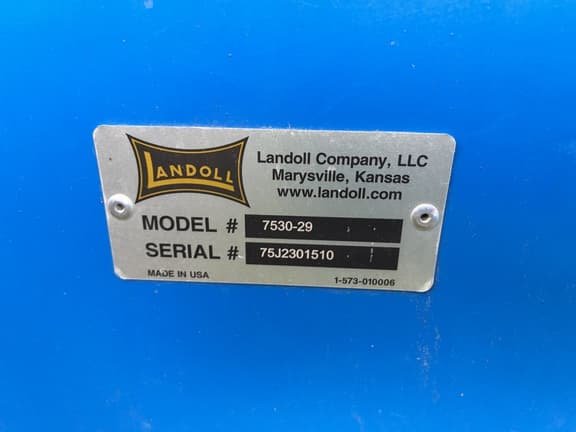 LANDOLL
Landoll Company, LLC
Marysville, Kansas
www.landoll.com
MODEL # 7530-29
SERIAL # 75J2301510
MADE IN USA 1-573-010006